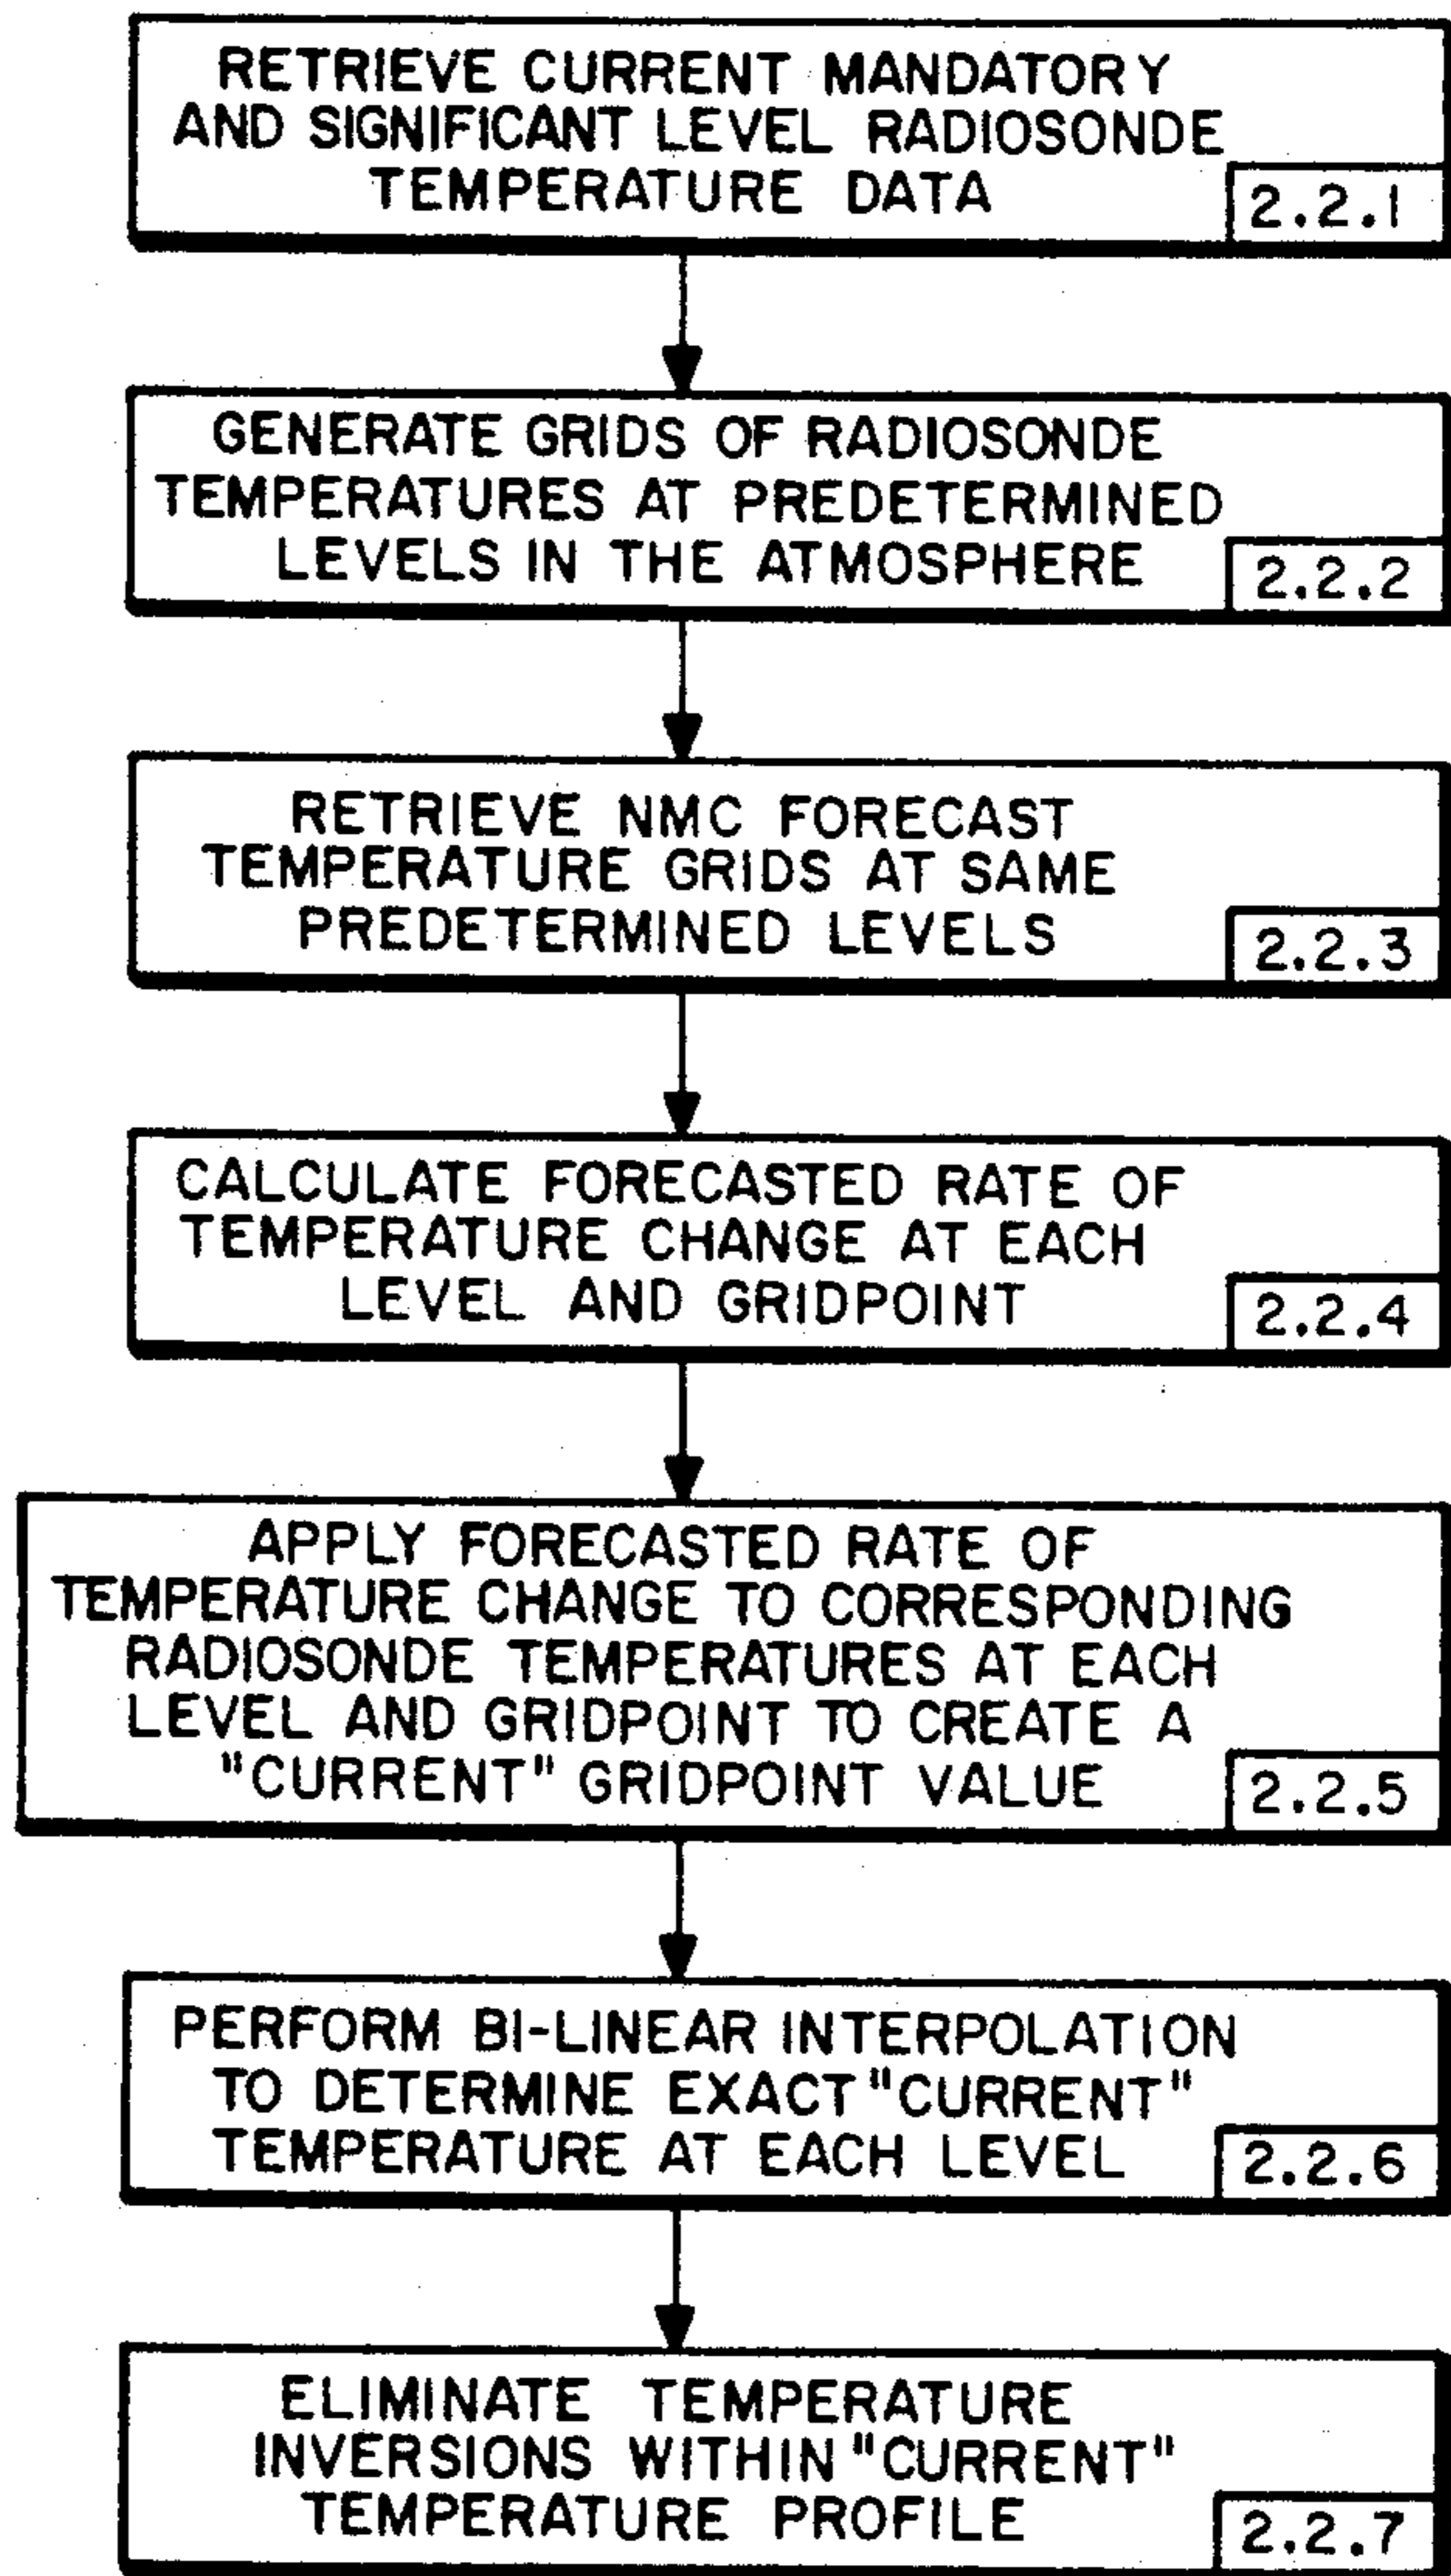 RETRIEVE CURRENT MANDATORY
AND SIGNIFICANT LEVEL RADIOSONDE
TEMPERATURE DATA
2.2.1
GENERATE GRIDS OF RADIOSONDE
TEMPERATURES AT PREDETERMINED
LEVELS IN THE ATMOSPHERE
2.2.2
RETRIEVE NMC FORECAST
TEMPERATURE GRIDS AT SAME
PREDETERMINED LEVELS
2.2.3
CALCULATE FORECASTED RATE OF
TEMPERATURE CHANGE AT EACH
LEVEL AND GRIDPOINT
2.2.4
APPLY FORECASTED RATE OF
TEMPERATURE CHANGE TO CORRESPONDING
RADIOSONDE TEMPERATURES AT EACH
LEVEL AND GRIDPOINT TO CREATE A
"CURRENT" GRIDPOINT VALUE
2.2.5
PERFORM BI-LINEAR INTERPOLATION
TO DETERMINE EXACT "CURRENT"
TEMPERATURE AT EACH LEVEL
2.2.6
ELIMINATE TEMPERATURE
INVERSIONS WITHIN "CURRENT"
TEMPERATURE PROFILE
2.2.7